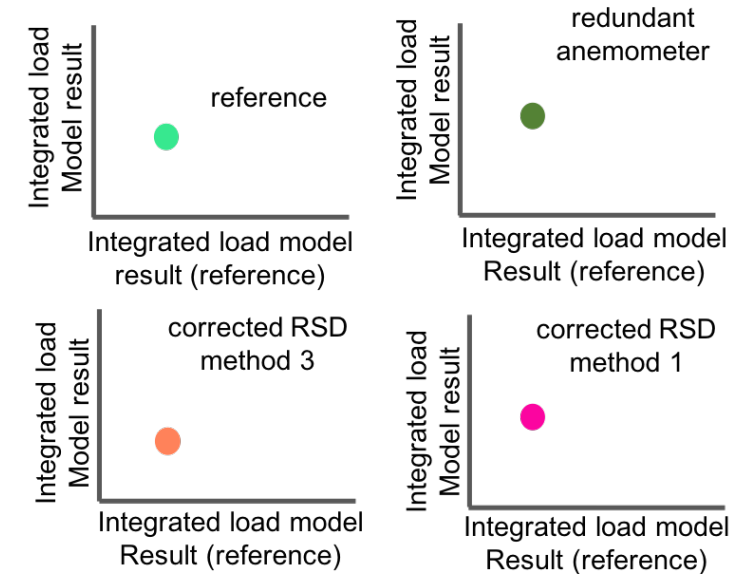 Integrated load
Model result
reference
Integrated load model
result (reference)
Integrated load
Model result
redundant
anemometer
Integrated load model
Result (reference)
Integrated load
Model result
corrected RSD
method 3
Integrated load model
Result (reference)
Integrated load
Model result
corrected RSD
method 1
Integrated load model
Result (reference)